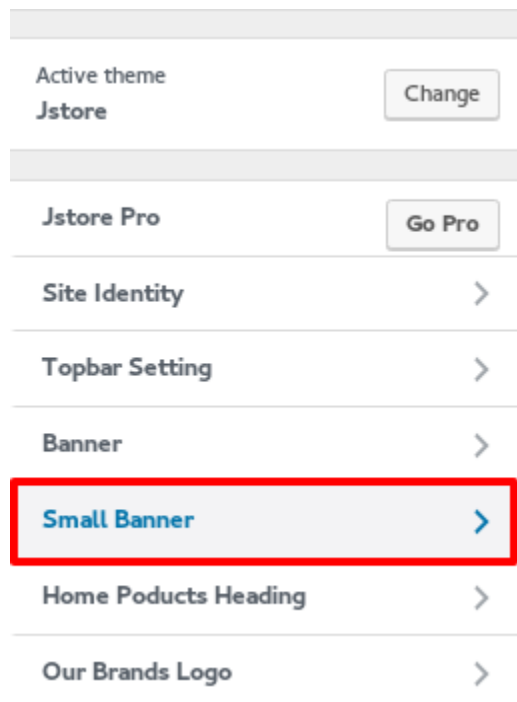 Active theme
Jstore
Change
Jstore Pro
Go Pro
Site Identity
Topbar Setting
Banner
Small Banner
Home Poducts Heading
Our Brands Logo